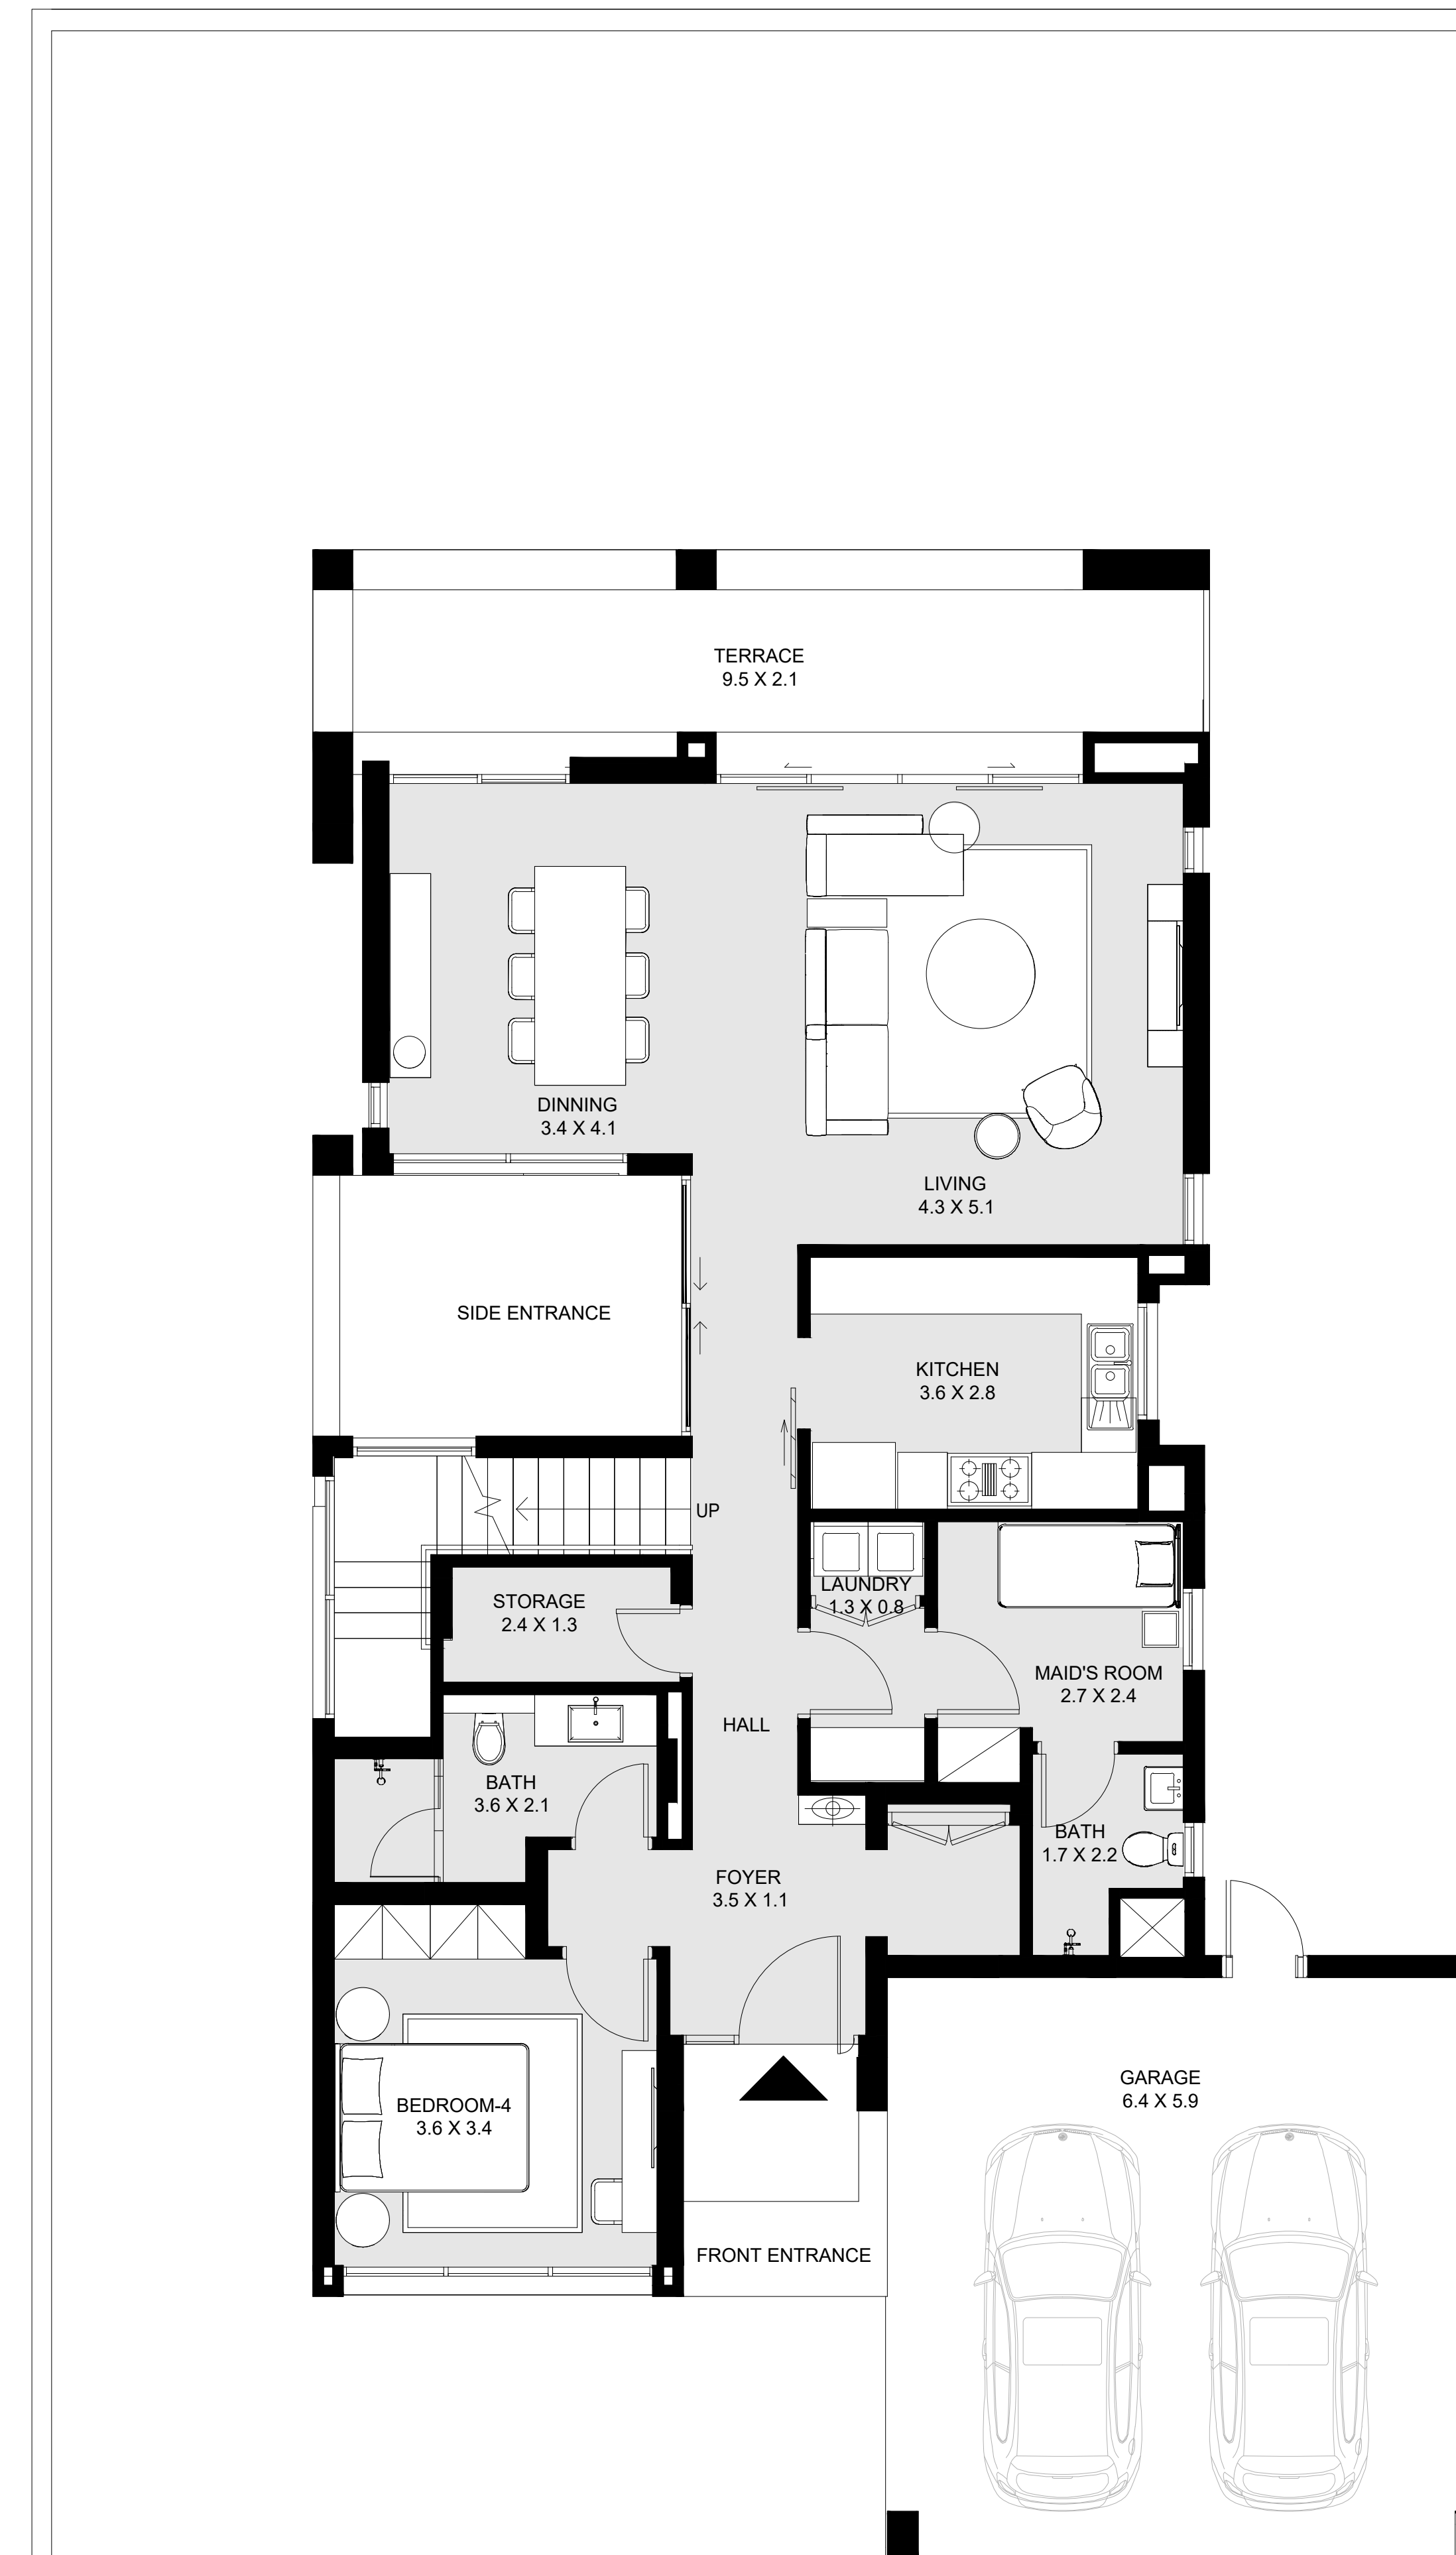 TERRACE
9.5 X 2.1
DINNING
3.4 X 4.1
LIVING
4.3 X 5.1
SIDE ENTRANCE
KITCHEN
3.6 X 2.8
UP
LAUNDRY
1.3 X 0.8
STORAGE
2.4 X 1.3
MAID'S ROOM
2.7 X 2.4
HALL
BATH
3.6 X 2.1
BATH
1.7 X 2.2
FOYER
3.5 X 1.1
GARAGE
6.4 X 5.9
BEDROOM-4
3.6 X 3.4
FRONT ENTRANCE